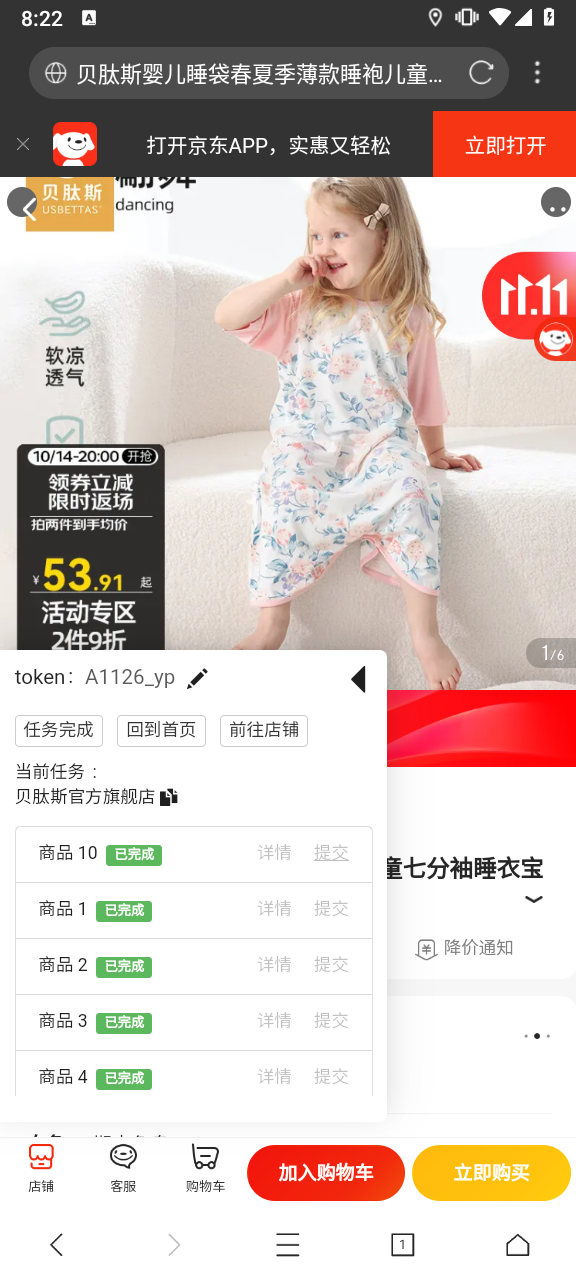 8:22
贝肽斯婴儿睡袋春夏季薄款睡袍儿童...
打开京东APP，实惠又轻松
立即打开
贝肽斯
USBETTAS
dancing
11.11
软凉
透气
10/14-20:00 开抢
领券立减
限时返场
拍两件到手均价
¥53.91 起
活动专区
2件9折
1/6
token: A1126_yp
任务完成
回到首页
前往店铺
当前任务：
贝肽斯官方旗舰店
商品 10 已完成 详情 提交
商品 1 已完成 详情 提交
商品 2 已完成 详情 提交
商品 3 已完成 详情 提交
商品 4 已完成 详情 提交
童七分袖睡衣宝
降价通知
店铺
客服
购物车
加入购物车
立即购买
1